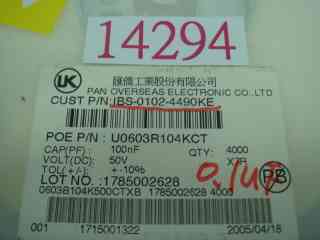 14294
UK
匯僑工業股份有限公司
PAN OVERSEAS ELECTRONIC CO.,LTD
CUST P/N:IBS-0102-4490KE
POE P/N : U0603R104KCT
CAP(PF): 100nF QTY: 4000
VOLT(DC): 50V X7R
TOL(+/-) +-10%
0.1uf PB
LOT NO :1785002628
0603B104K500CTXB 1785002628 4000
001 1715001322 2005/04/18